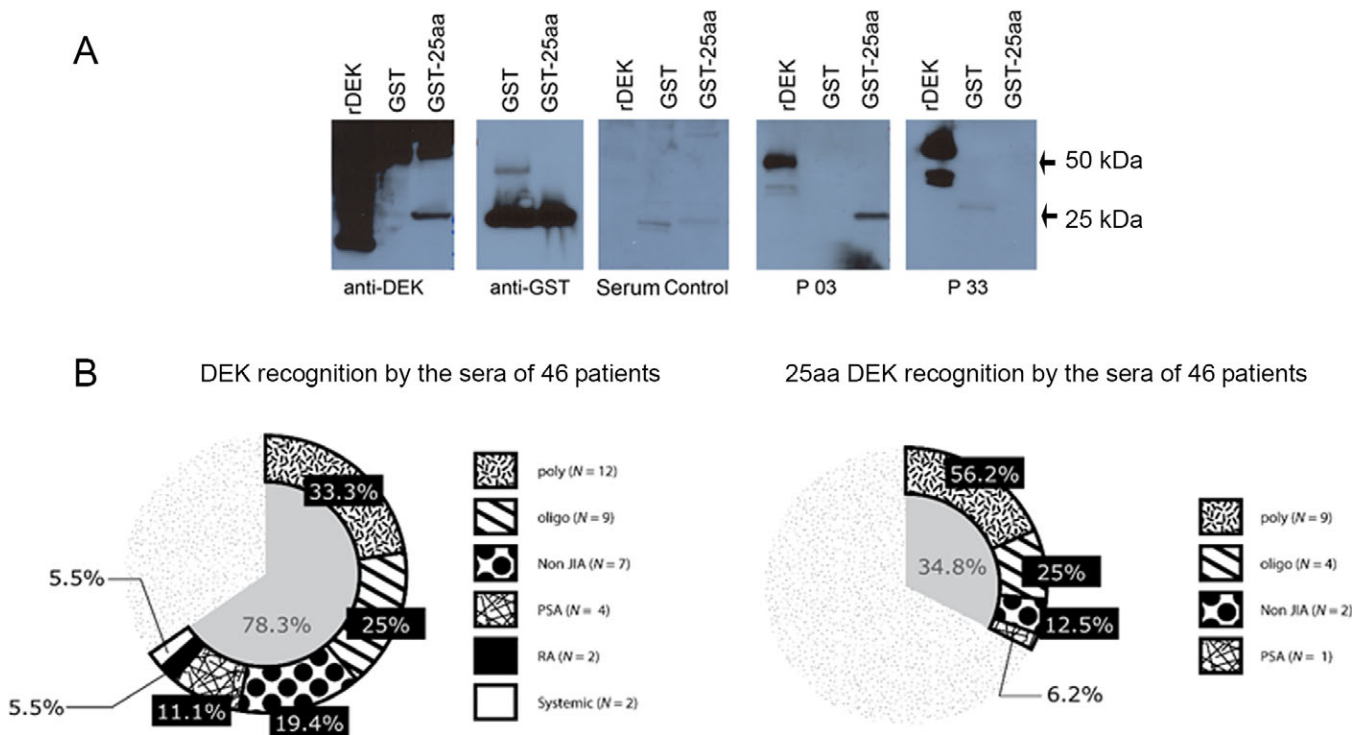 A
rDEK
GST
GST-25aa
GST
GST-25aa
rDEK
GST
GST-25aa
rDEK
GST
GST-25aa
rDEK
GST
GST-25aa
50 kDa
25 kDa
anti-DEK
anti-GST
Serum Control
P 03
P 33
B
DEK recognition by the sera of 46 patients
33.3%
25%
19.4%
11.1%
5.5%
5.5%
78.3%
poly (N = 12)
oligo (N = 9)
Non JIA (N = 7)
PSA (N = 4)
RA (N = 2)
Systemic (N = 2)
25aa DEK recognition by the sera of 46 patients
56.2%
25%
12.5%
6.2%
34.8%
poly (N = 9)
oligo (N = 4)
Non JIA (N = 2)
PSA (N = 1)